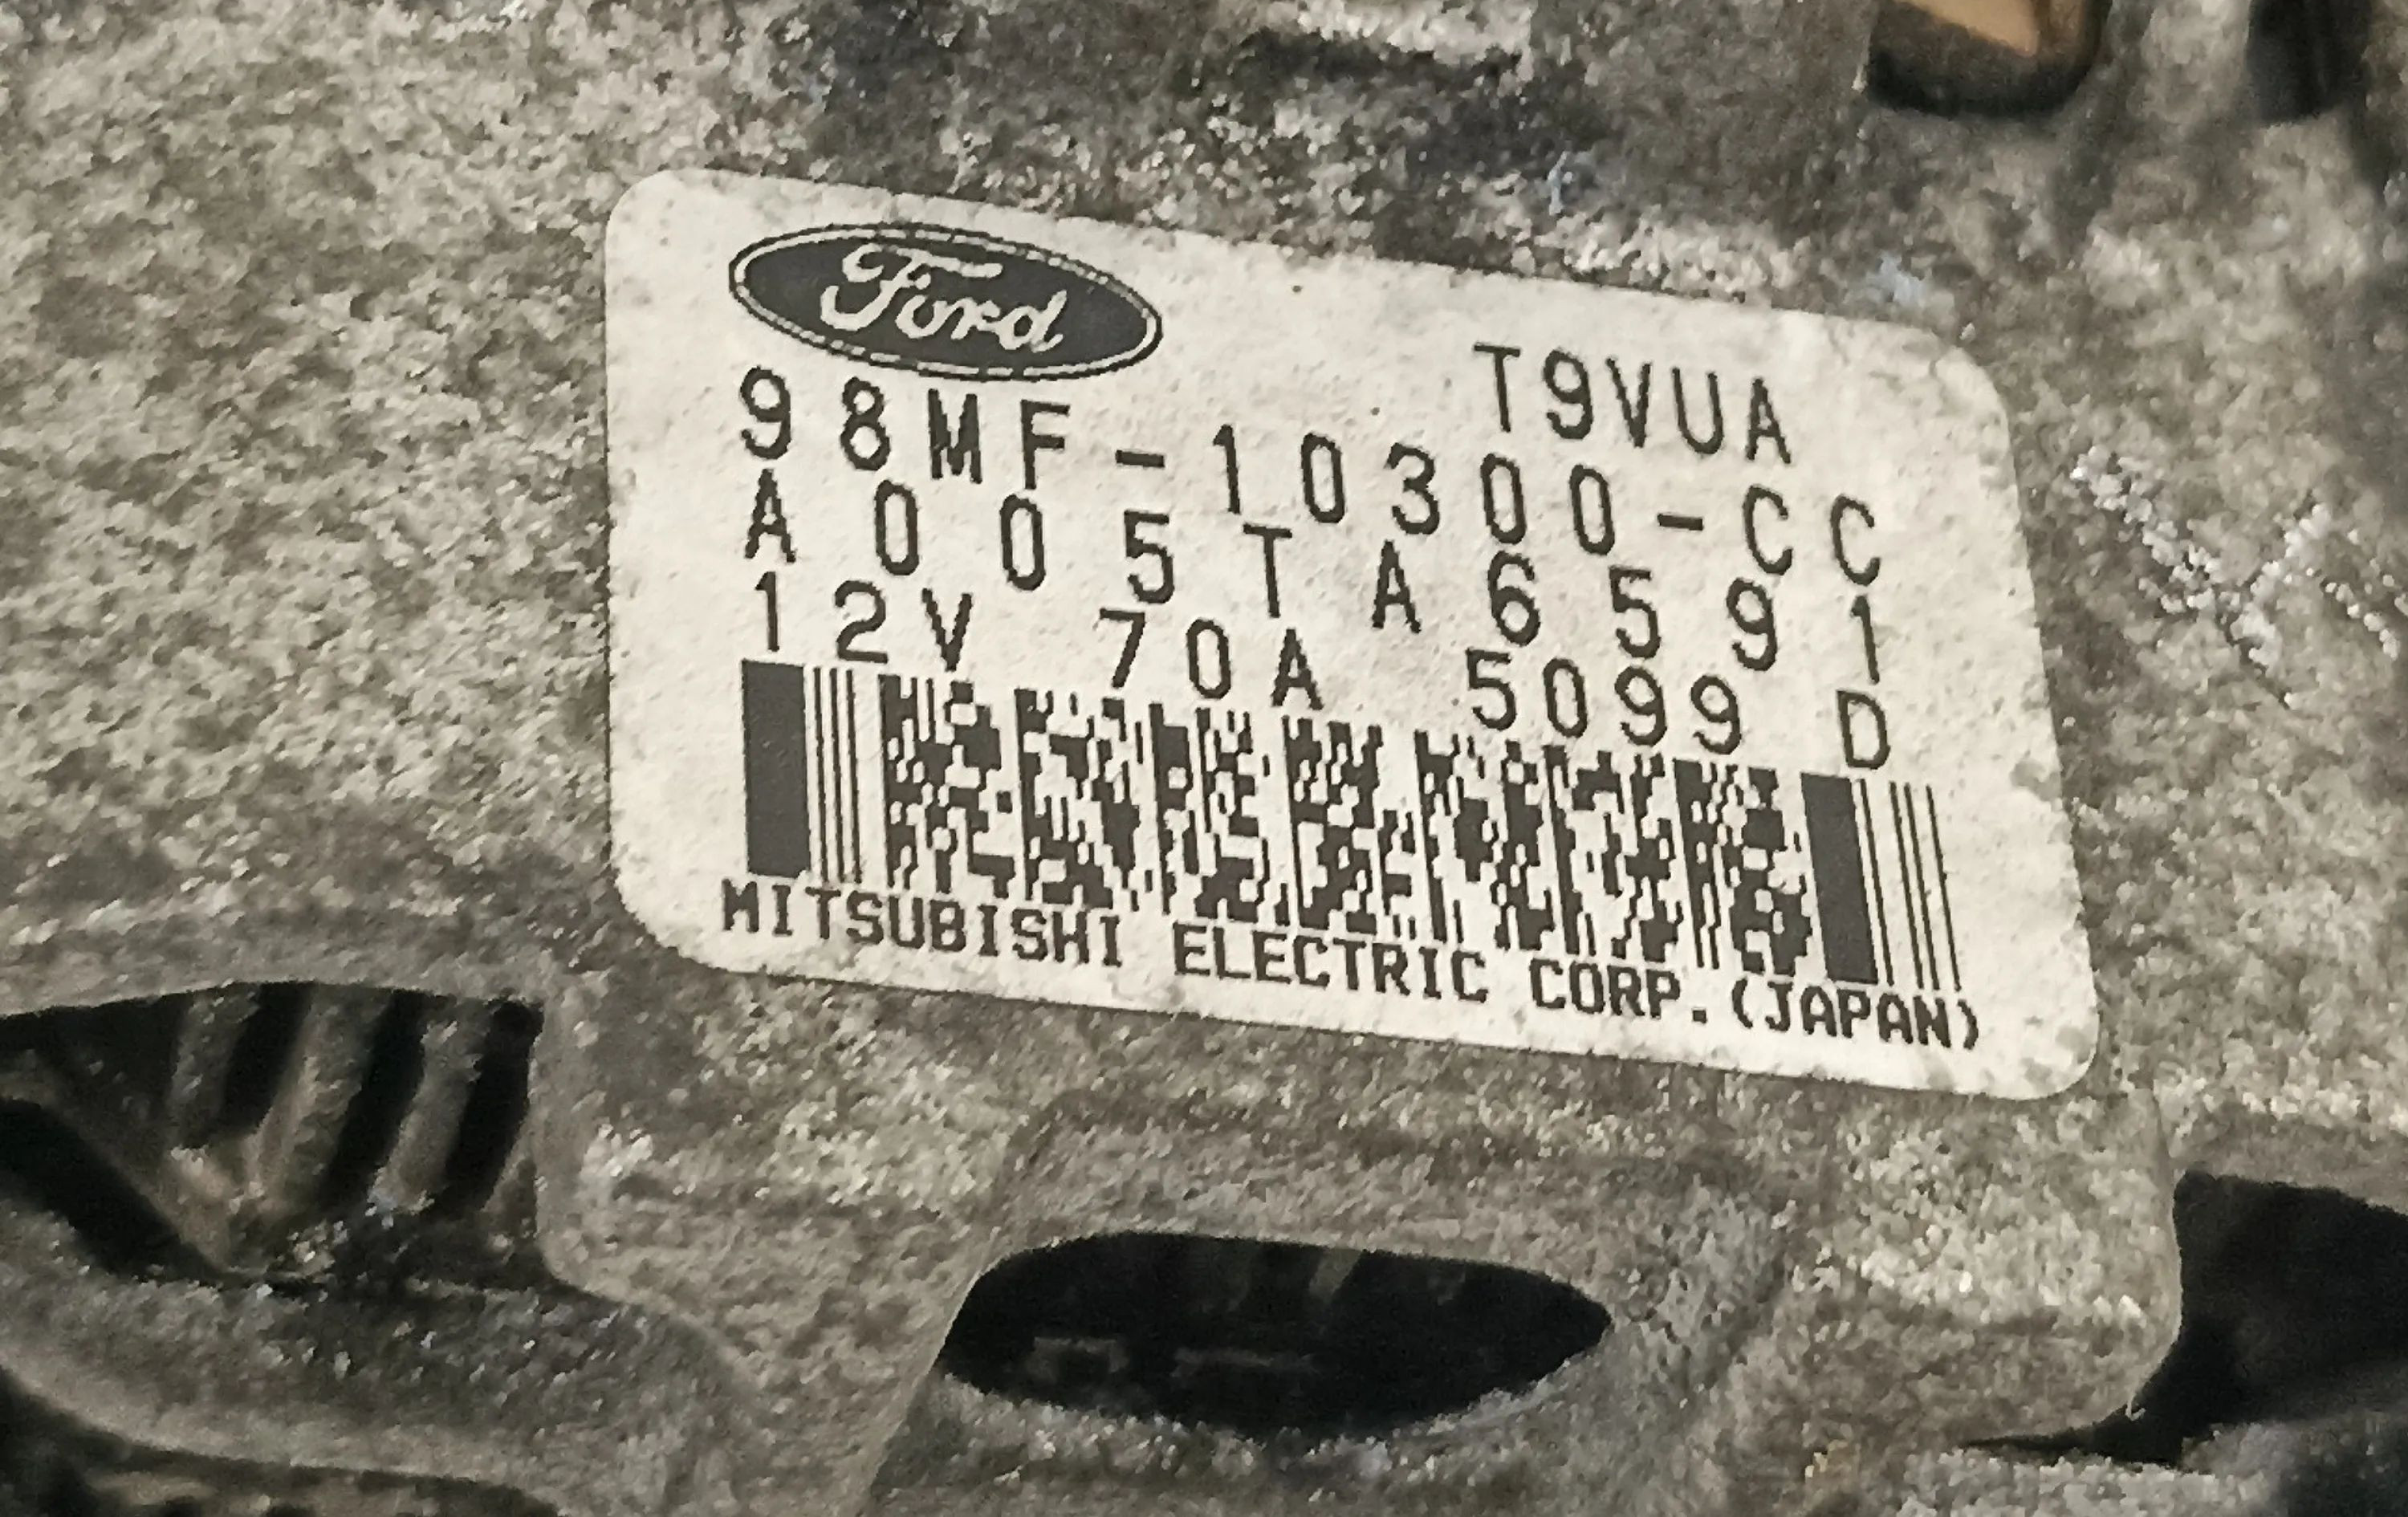 Ford
T9VUA
98MF-10300-CC
A005TA6591
12V 70A 5099 D
MITSUBISHI ELECTRIC CORP.(JAPAN)